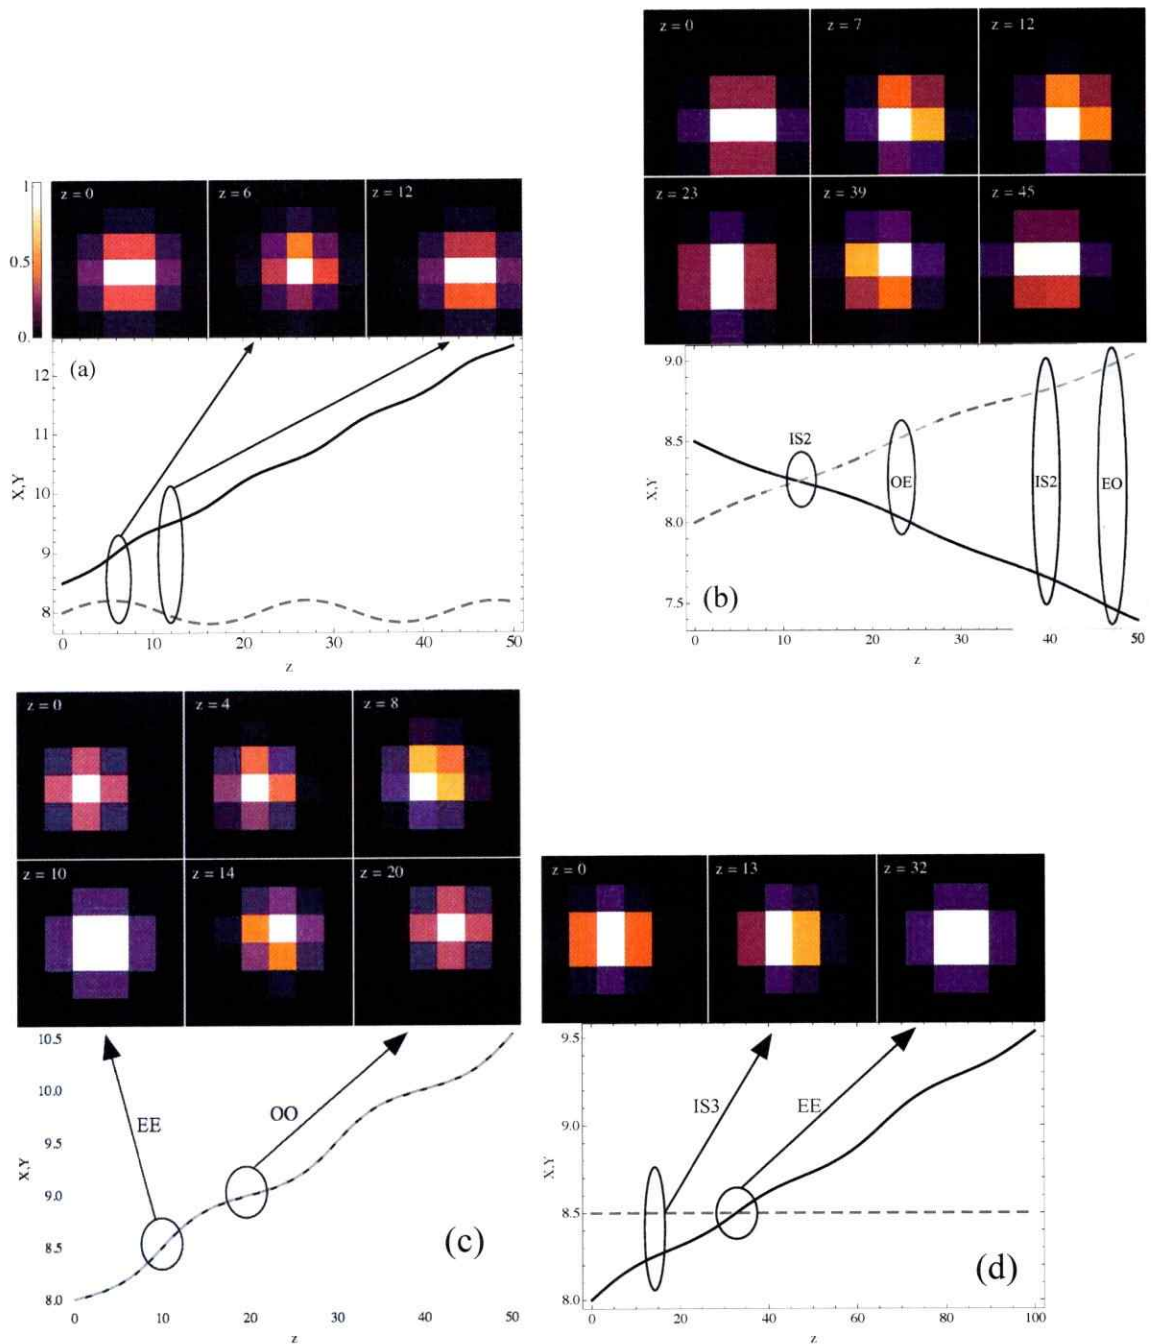 z = 0 z = 7 z = 12
z = 23 z = 39 z = 45
1
0.5
0
z = 0 z = 6 z = 12
(a)
12
11
10
9
8
X,Y
0 10 20 30 40 50
z
9.0
8.5
8.0
7.5
X,Y
IS2
OE
IS2
EO
(b)
0 10 20 30 40 50
z
z = 0 z = 4 z = 8
z = 10 z = 14 z = 20
10.5
10.0
9.5
9.0
8.5
8.0
X,Y
EE
OO
(c)
0 10 20 30 40 50
z
z = 0 z = 13 z = 32
9.5
9.0
8.5
8.0
X,Y
IS3
EE
(d)
0 20 40 60 80 100
z